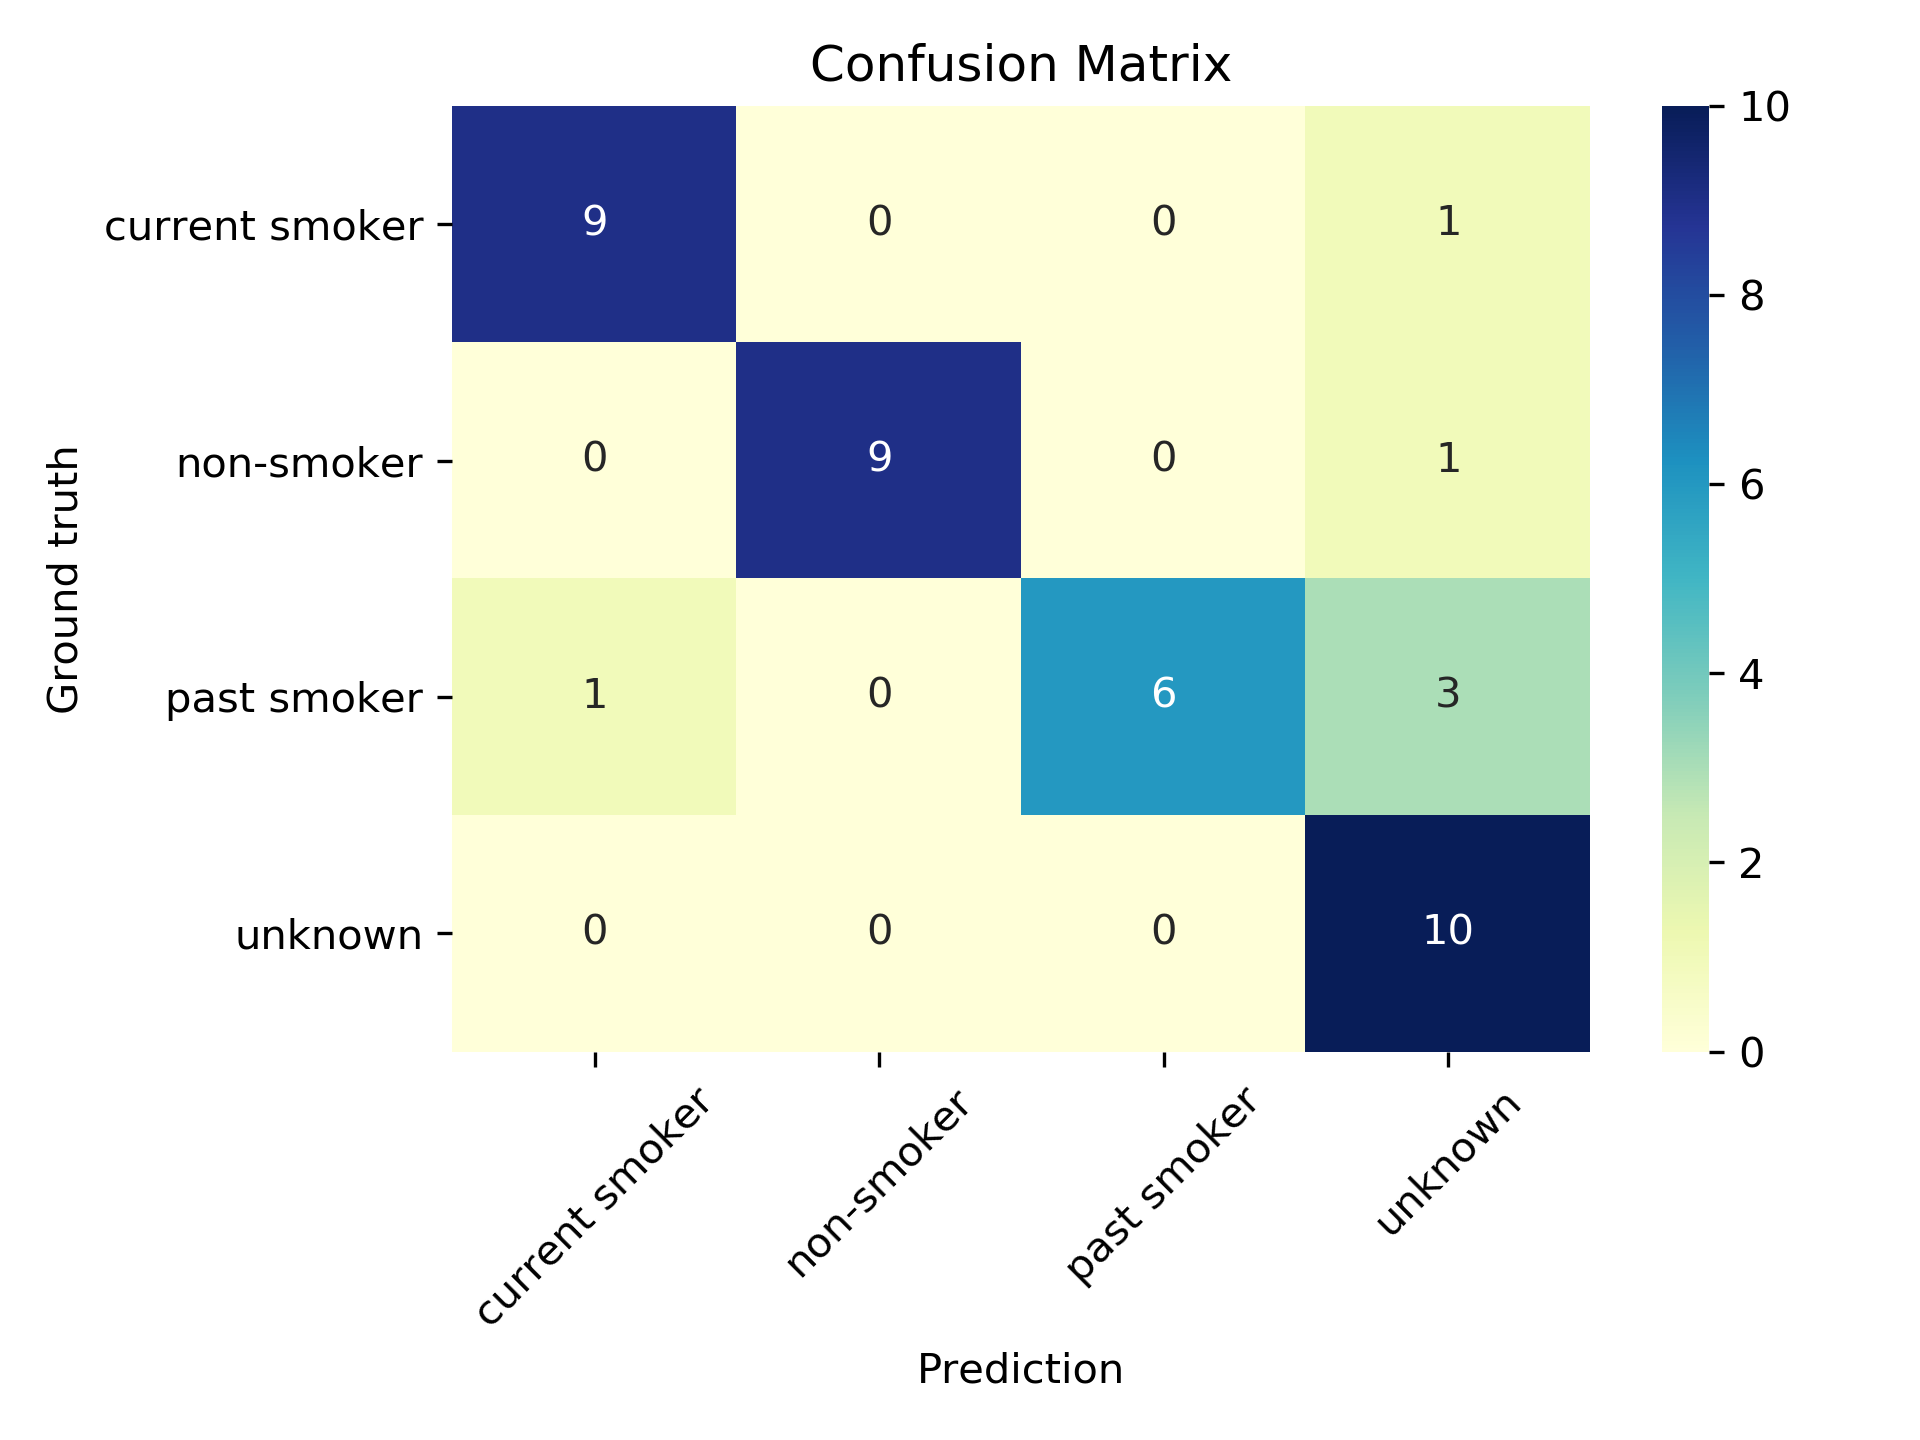 Confusion Matrix
current smoker 9 0 0 1
non-smoker 0 9 0 1
past smoker 1 0 6 3
unknown 0 0 0 10
Ground truth
current smoker non-smoker past smoker unknown
Prediction
10
8
6
4
2
0